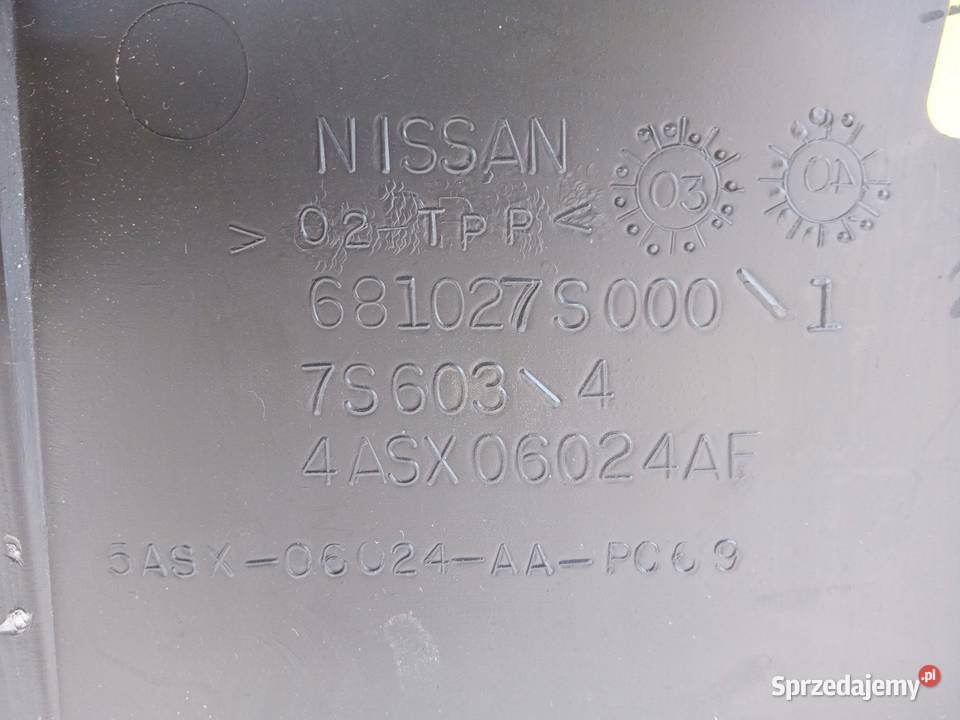 NISSAN
03
04
> 02-TPP <
681027S000\1
7S603\4
4ASX06024AF
5ASX-06024-AA-PC69
Sprzedajemy.pl